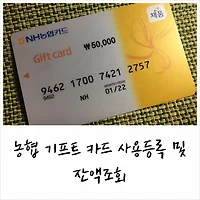 NH농협카드
채움
Gift card
₩50,000
9462 1700 7421 2757
9462
NH
01/22
농협 기프트 카드 사용등록 및
잔액조회